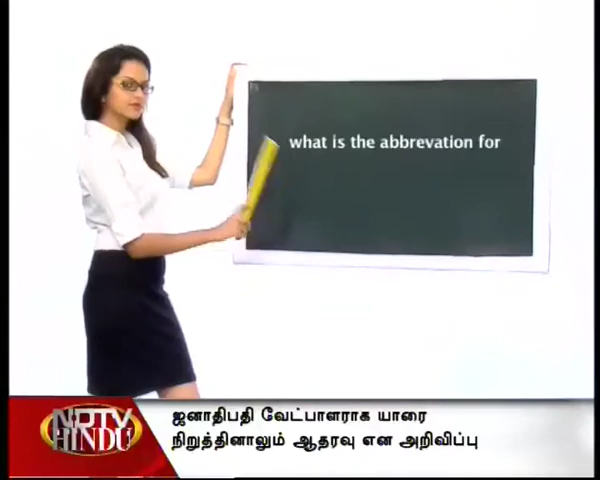 what is the abbrevation for
NDTV
HINDU
ஜனாதிபதி வேட்பாளராக யாரை
நிறுத்தினாலும் ஆதரவு என அறிவிப்பு